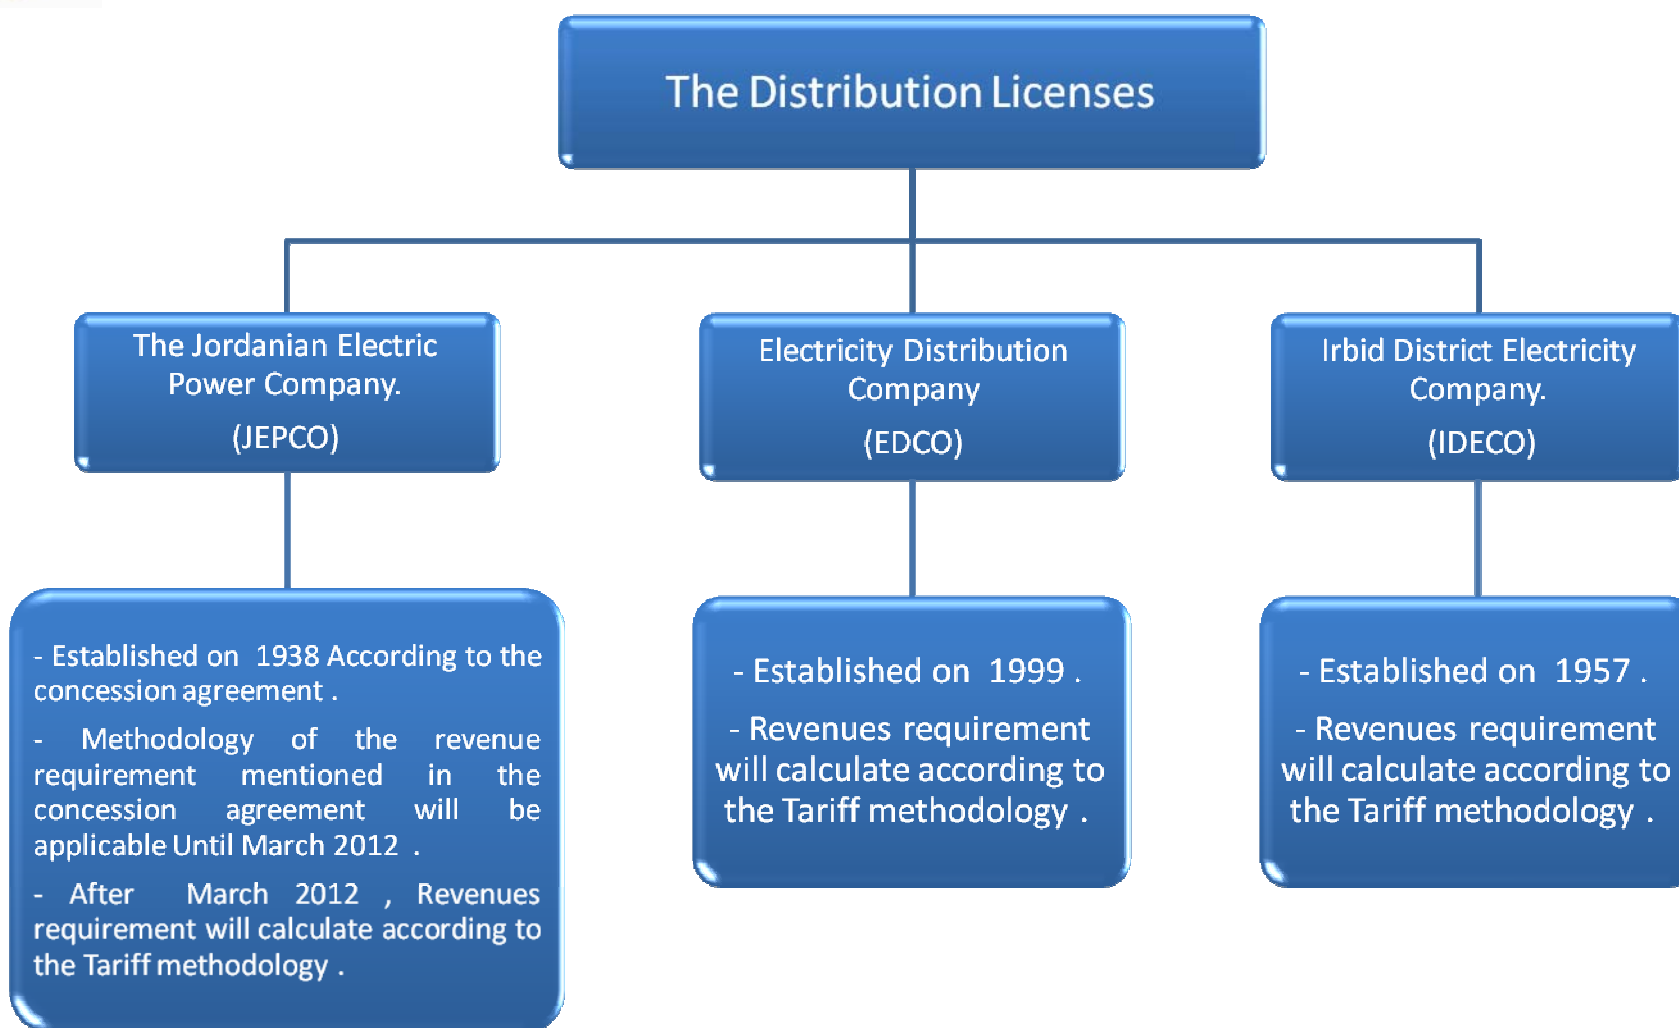 The Distribution Licenses
The Jordanian Electric
Power Company.
(JEPCO)
Electricity Distribution
Company
(EDCO)
Irbid District Electricity
Company.
(IDECO)
- Established on 1938 According to the
concession agreement .
- Methodology of the revenue
requirement mentioned in the
concession agreement will be
applicable Until March 2012 .
- After March 2012 , Revenues
requirement will calculate according to
the Tariff methodology .
- Established on 1999 .
- Revenues requirement
will calculate according to
the Tariff methodology .
- Established on 1957 .
- Revenues requirement
will calculate according to
the Tariff methodology .